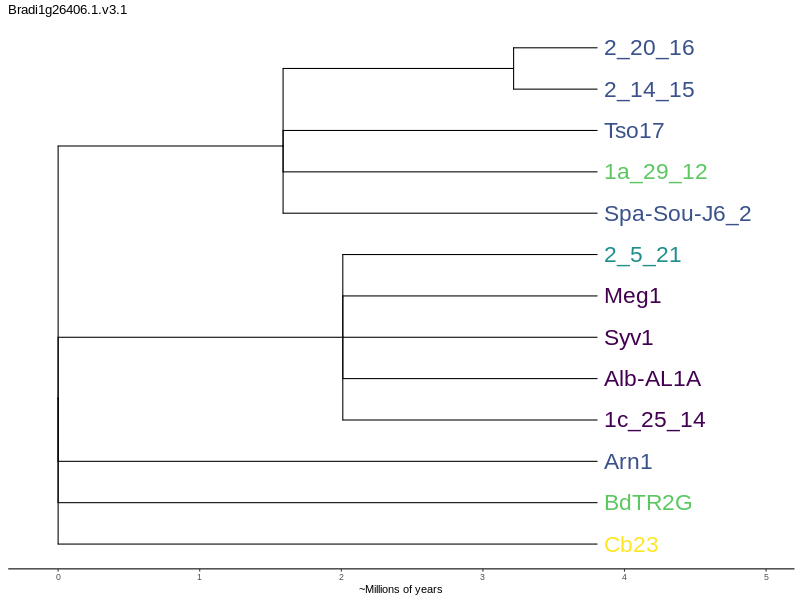 Bradi1g26406.1.v3.1
2_20_16
2_14_15
Tso17
1a_29_12
Spa-Sou-J6_2
2_5_21
Meg1
Syv1
Alb-AL1A
1c_25_14
Arn1
BdTR2G
Cb23
0 1 2 3 4 5
~Millions of years